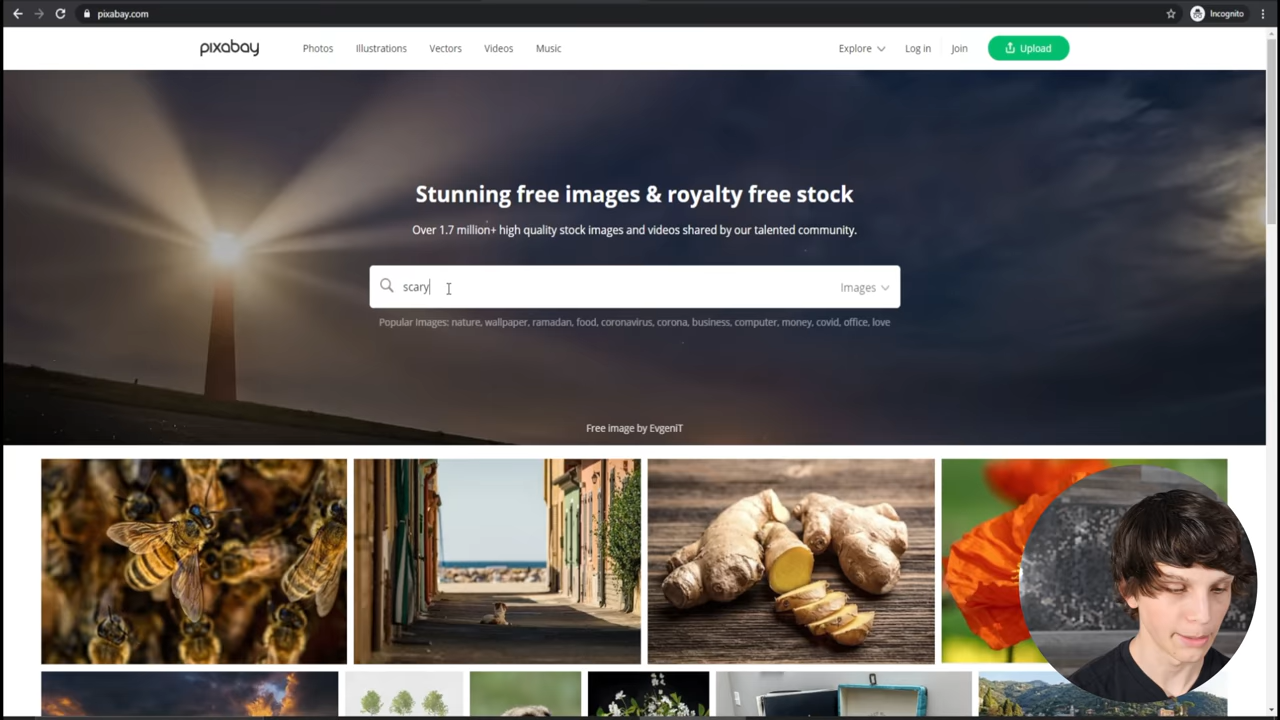 pixabay.com
Incognito
pixabay Photos Illustrations Vectors Videos Music Explore Log in Join Upload
Stunning free images & royalty free stock
Over 1.7 million+ high quality stock images and videos shared by our talented community.
scary Images
Popular Images: nature, wallpaper, ramadan, food, coronavirus, corona, business, computer, money, covid, office, love
Free image by EvgeniT